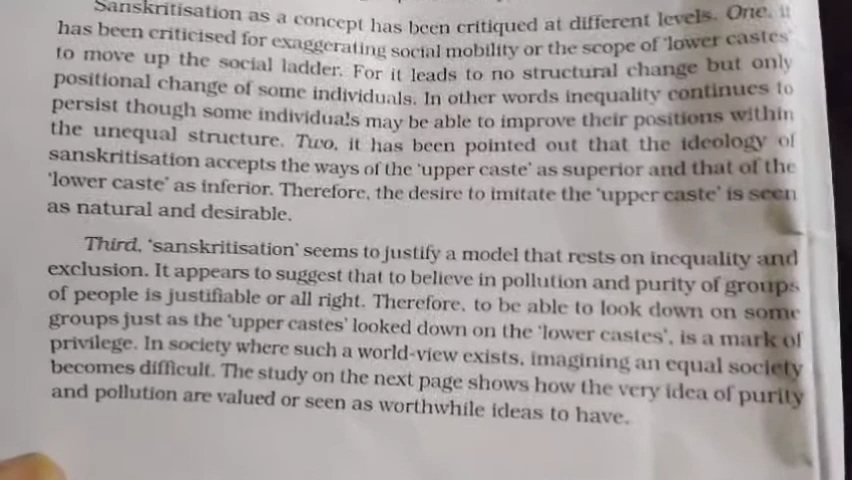 Sanskritisation as a concept has been critiqued at different levels. One, it
has been criticised for exaggerating social mobility or the scope of 'lower castes'
to move up the social ladder. For it leads to no structural change but only
positional change of some individuals. In other words inequality continues to
persist though some individuals may be able to improve their positions within
the unequal structure. Two, it has been pointed out that the ideology of
sanskritisation accepts the ways of the 'upper caste' as superior and that of the
'lower caste' as inferior. Therefore, the desire to imitate the 'upper caste' is seen
as natural and desirable.
Third, 'sanskritisation' seems to justify a model that rests on inequality and
exclusion. It appears to suggest that to believe in pollution and purity of groups
of people is justifiable or all right. Therefore, to be able to look down on some
groups just as the 'upper castes' looked down on the 'lower castes', is a mark of
privilege. In society where such a world-view exists, imagining an equal society
becomes difficult. The study on the next page shows how the very idea of purity
and pollution are valued or seen as worthwhile ideas to have.